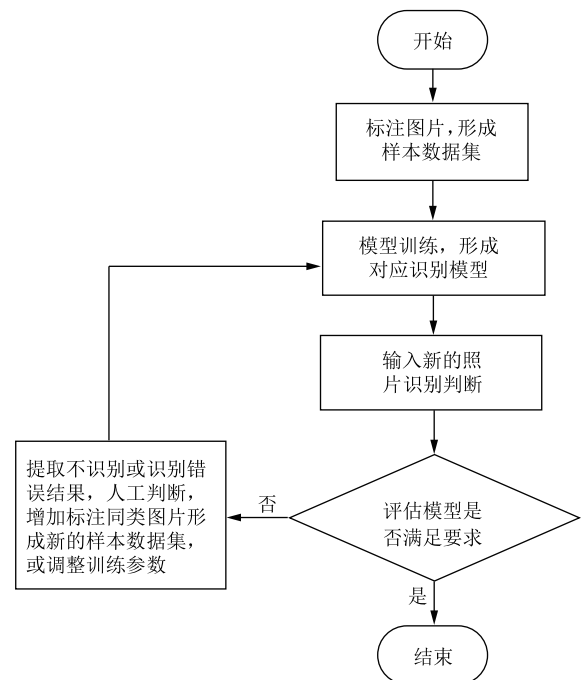 开始
标注图片,形成
样本数据集
模型训练，形成
对应识别模型
输入新的照
片识别判断
提取不识别或识别错
误结果，人工判断，
增加标注同类图片形
成新的样本数据集，
或调整训练参数
否
评估模型是
否满足要求
是
结束